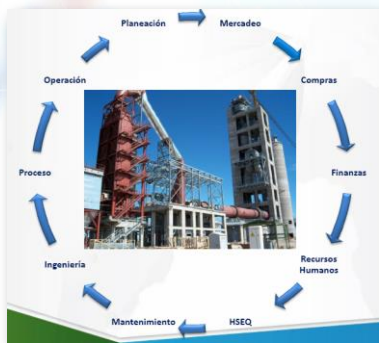 Planeación
Mercadeo
Compras
Finanzas
Recursos
Humanos
HSEQ
Mantenimiento
Ingeniería
Proceso
Operación